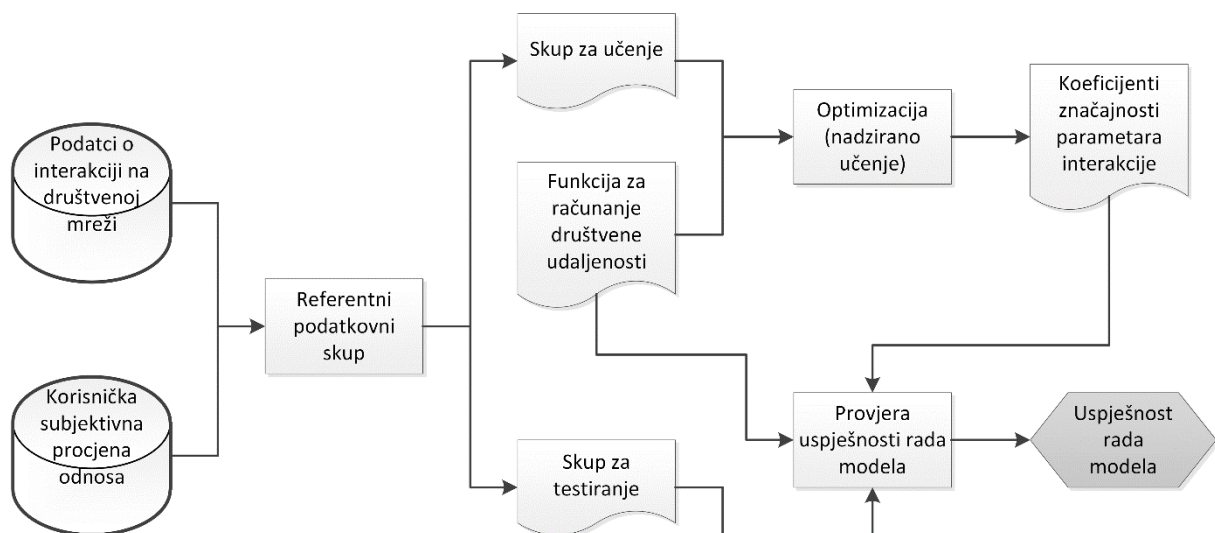 Podatci o
interakciji na
društvenoj
mreži
Korisnička
subjektivna
procjena
odnosa
Referentni
podatkovni
skup
Skup za učenje
Funkcija za
računanje
društvene
udaljenosti
Skup za
testiranje
Optimizacija
(nadzirano
učenje)
Koeficijenti
značajnosti
parametara
interakcije
Provjera
uspješnosti rada
modela
Uspješnost
rada
modela